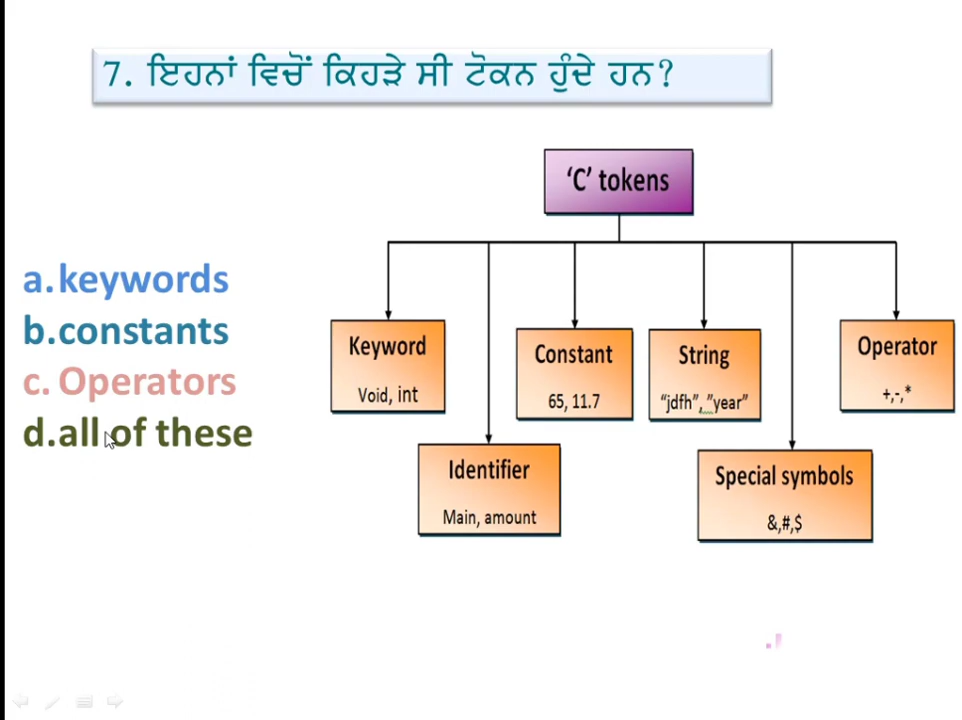 7. ਇਹਨਾਂ ਵਿਚੋਂ ਕਿਹੜੇ ਸੀ ਟੋਕਨ ਹੁੰਦੇ ਹਨ?
‘C’ tokens
a.keywords
b.constants
c. Operators
d.all of these
Keyword
Void, int
Constant
65, 11.7
String
“jdfh”, ”year”
Operator
+,-,*
Identifier
Main, amount
Special symbols
&,#,$